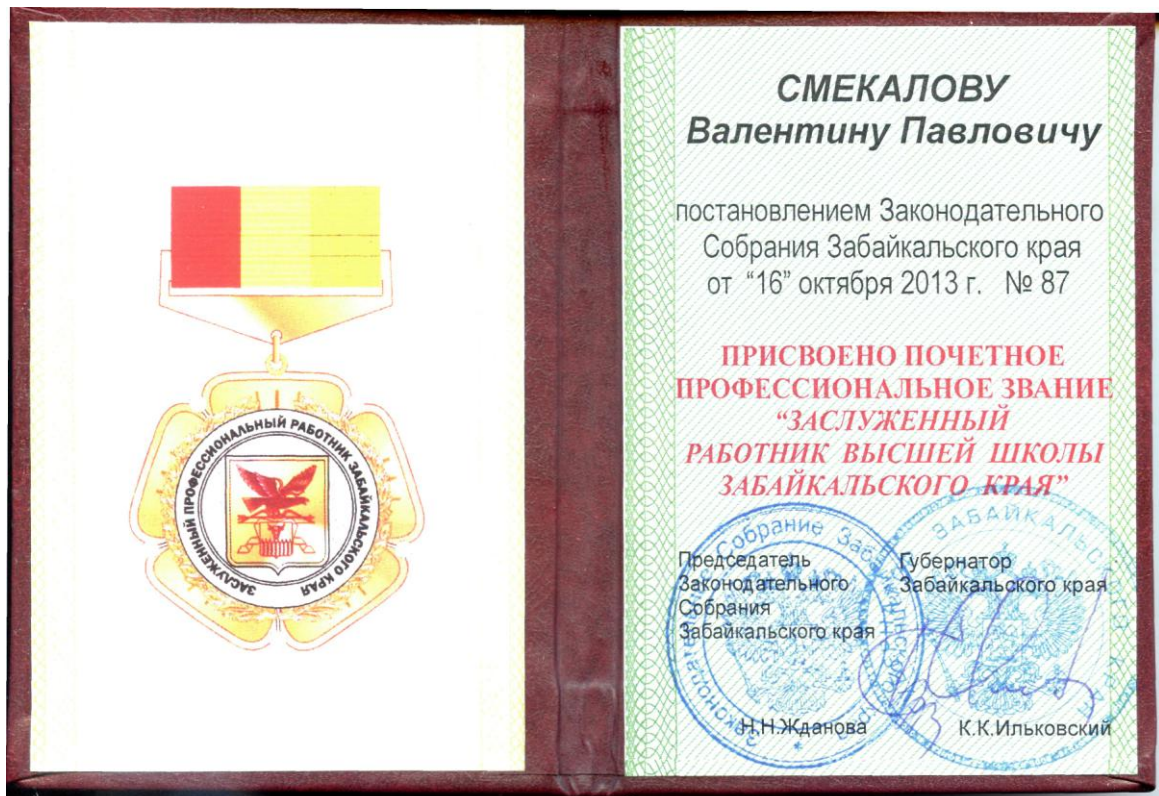 ЗАСЛУЖЕННЫЙ ПРОФЕССИОНАЛЬНЫЙ РАБОТНИК ЗАБАЙКАЛЬСКОГО КРАЯ
СМЕКАЛОВУ
Валентину Павловичу
постановлением Законодательного
Собрания Забайкальского края
от “16” октября 2013 г. № 87
ПРИСВОЕНО ПОЧЕТНОЕ
ПРОФЕССИОНАЛЬНОЕ ЗВАНИЕ
“ЗАСЛУЖЕННЫЙ
РАБОТНИК ВЫСШЕЙ ШКОЛЫ
ЗАБАЙКАЛЬСКОГО КРАЯ”
Председатель
Законодательного
Собрания
Забайкальского края
Н.Н.Жданова
Губернатор
Забайкальского края
К.К.Ильковский
Собрание